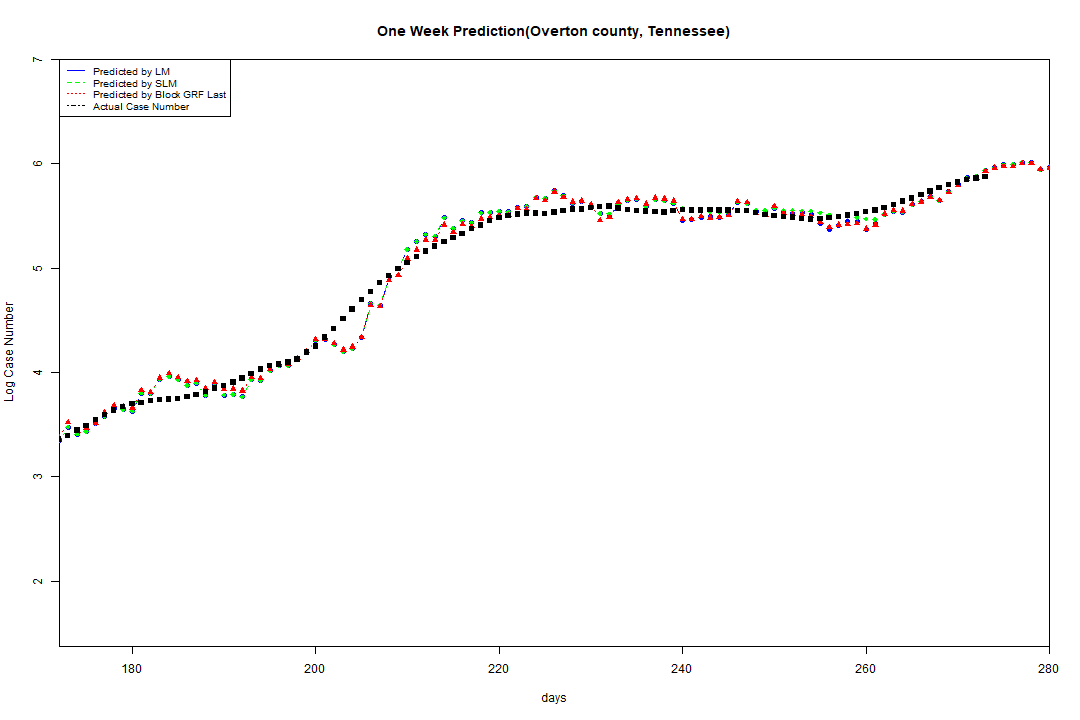 One Week Prediction(Overton county, Tennessee)
Predicted by LM
Predicted by SLM
Predicted by Block GRF Last
Actual Case Number
7
6
5
4
3
2
Log Case Number
180 200 220 240 260 280
days